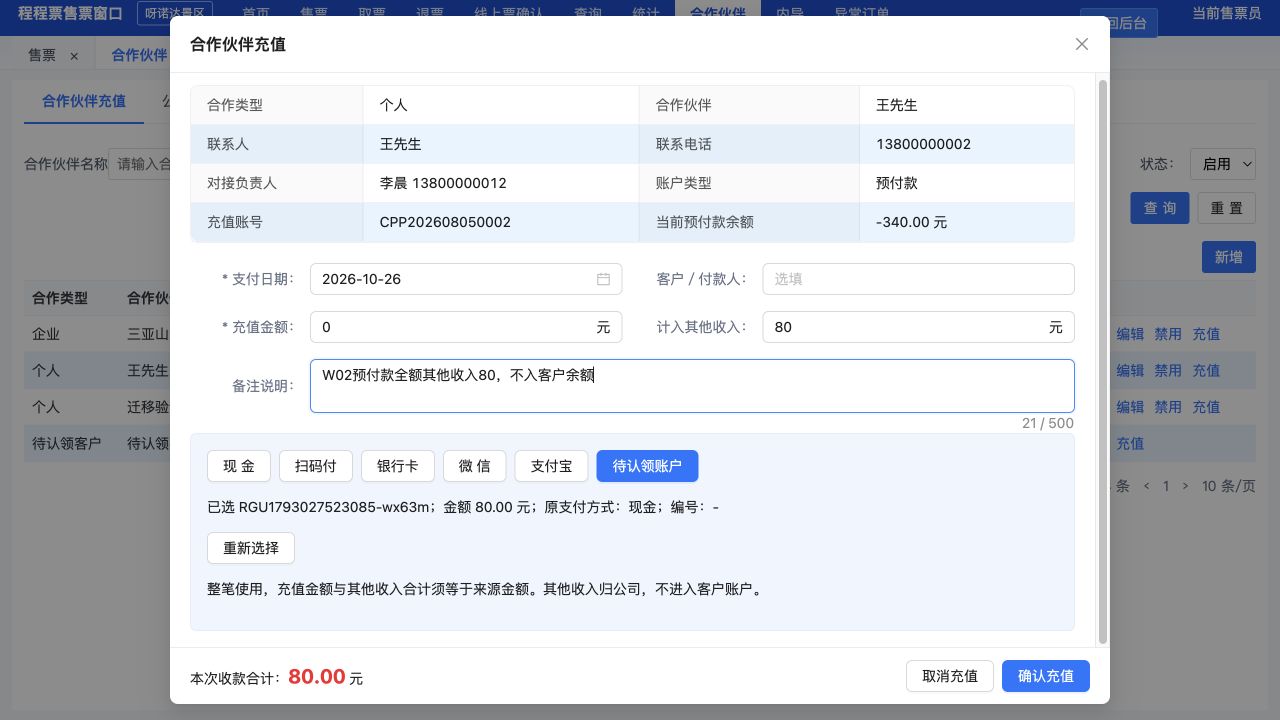 程程票售票窗口 呀诺达景区 首页 售票 取票 退票 线上票确认 查询 统计 合作伙伴 内导 异常订单 回后台 当前售票员
售票 × 合作伙伴
合作伙伴充值
合作伙伴名称 请输入合 状态： 启用
查 询 重 置
新增
合作类型 合作伙
企业 三亚山 编辑 禁用 充值
个人 王先生 编辑 禁用 充值
个人 迁移验 编辑 禁用 充值
待认领客户 待认领 充值
条 < 1 > 10 条/页
合作伙伴充值
合作类型 个人 合作伙伴 王先生
联系人 王先生 联系电话 13800000002
对接负责人 李晨 13800000012 账户类型 预付款
充值账号 CPP202608050002 当前预付款余额 -340.00 元
* 支付日期： 2026-10-26 客户 / 付款人： 选填
* 充值金额： 0 元 计入其他收入： 80 元
备注说明： W02预付款全额其他收入80，不入客户余额
21 / 500
现 金 扫码付 银行卡 微 信 支付宝 待认领账户
已选 RGU1793027523085-wx63m；金额 80.00 元；原支付方式：现金；编号：-
重新选择
整笔使用，充值金额与其他收入合计须等于来源金额。其他收入归公司，不进入客户账户。
本次收款合计：80.00 元 取消充值 确认充值